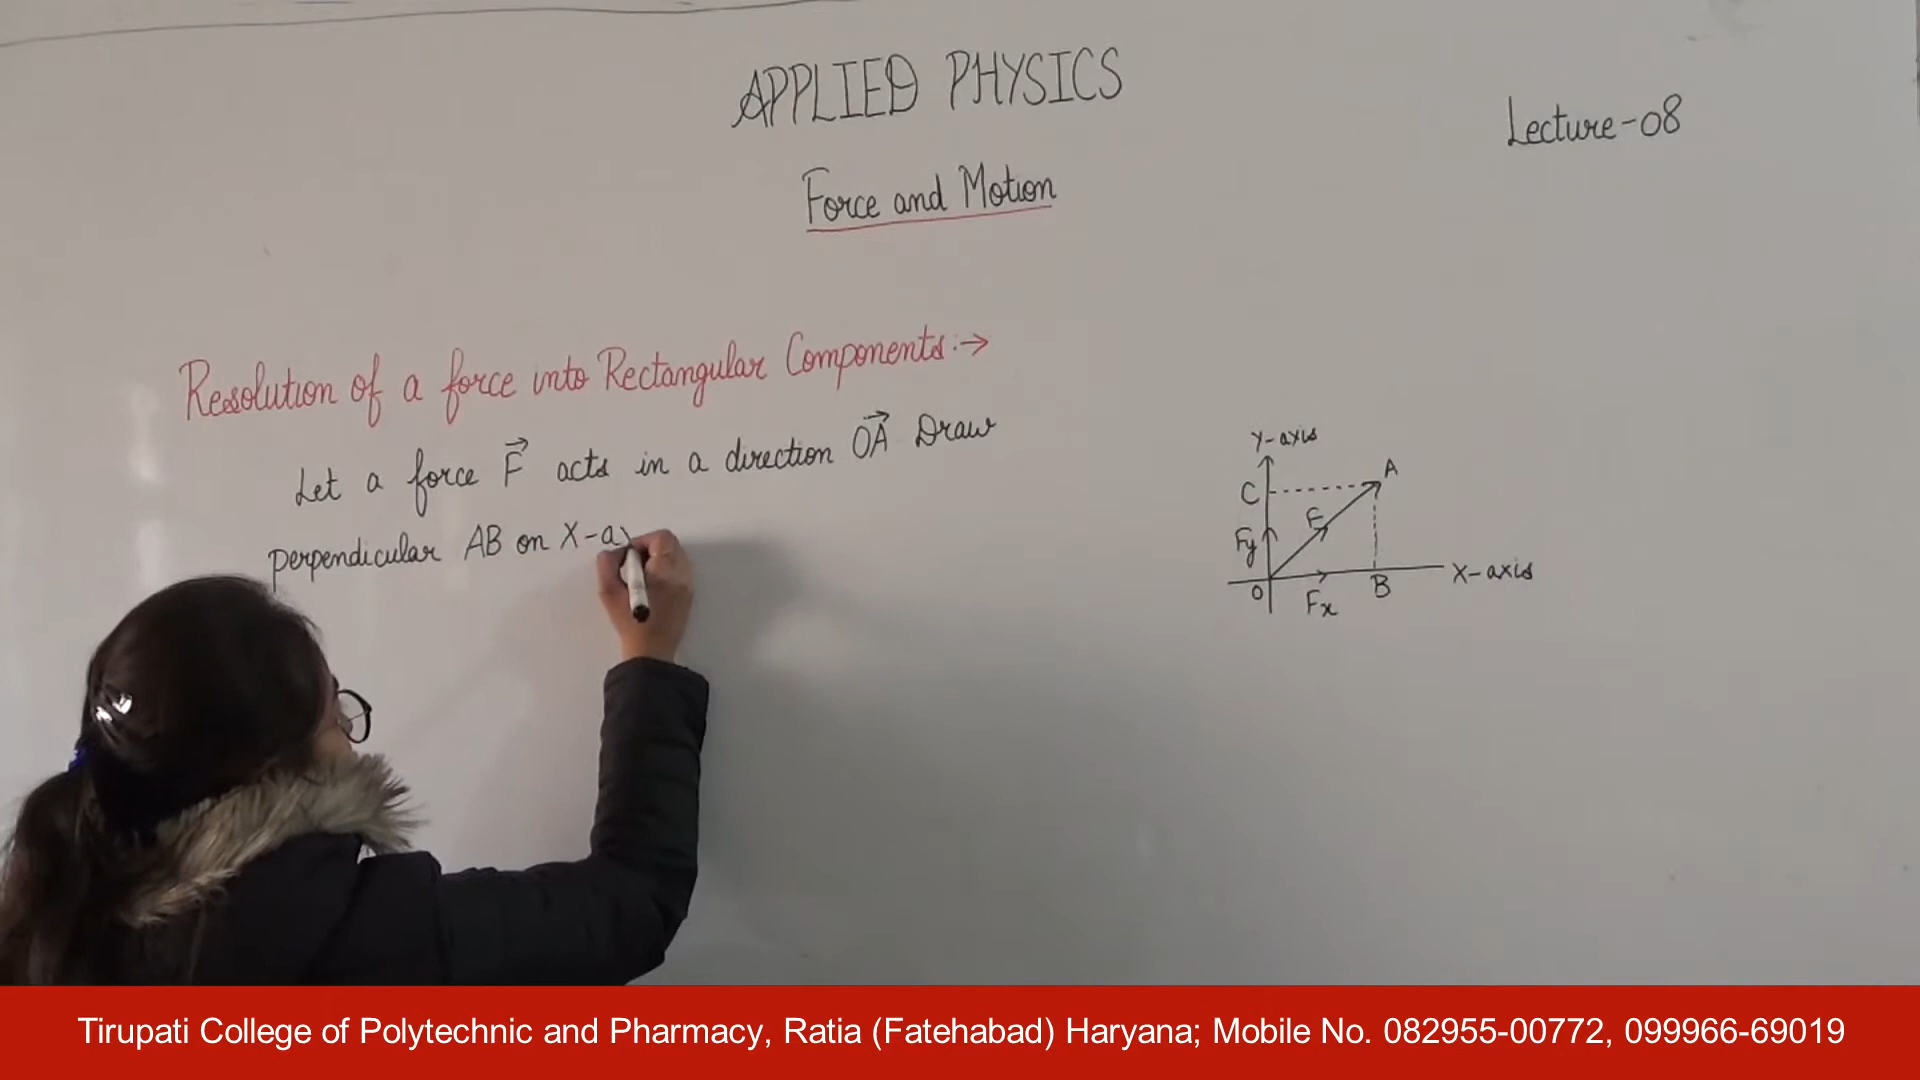 APPLIED PHYSICS
Lecture-08
Force and Motion
Resolution of a force into Rectangular Components:→
Let a force F⃗ acts in a direction OA⃗ Draw
perpendicular AB on X-ax
Y-axis
A
C
F
Fy
X-axis
O
B
Fx
Tirupati College of Polytechnic and Pharmacy, Ratia (Fatehabad) Haryana; Mobile No. 082955-00772, 099966-69019